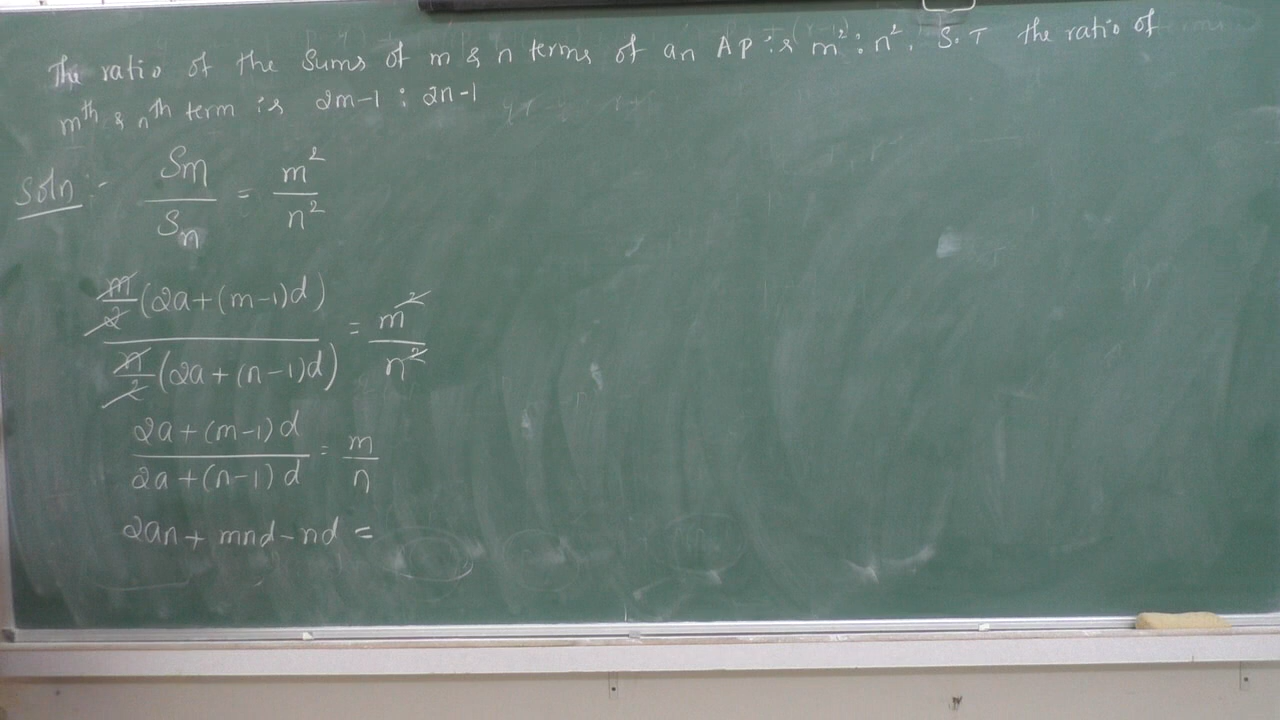 The ratio of the Sums of m & n terms of an AP is m² : n². S.T the ratio of
mth & nth term is 2m-1 : 2n-1
Soln :- Sm/Sn = m²/n²
m/2 (2a+(m-1)d) / n/2 (2a+(n-1)d) = m²/n²
2a+(m-1)d / 2a+(n-1)d = m/n
2an + mnd - nd =